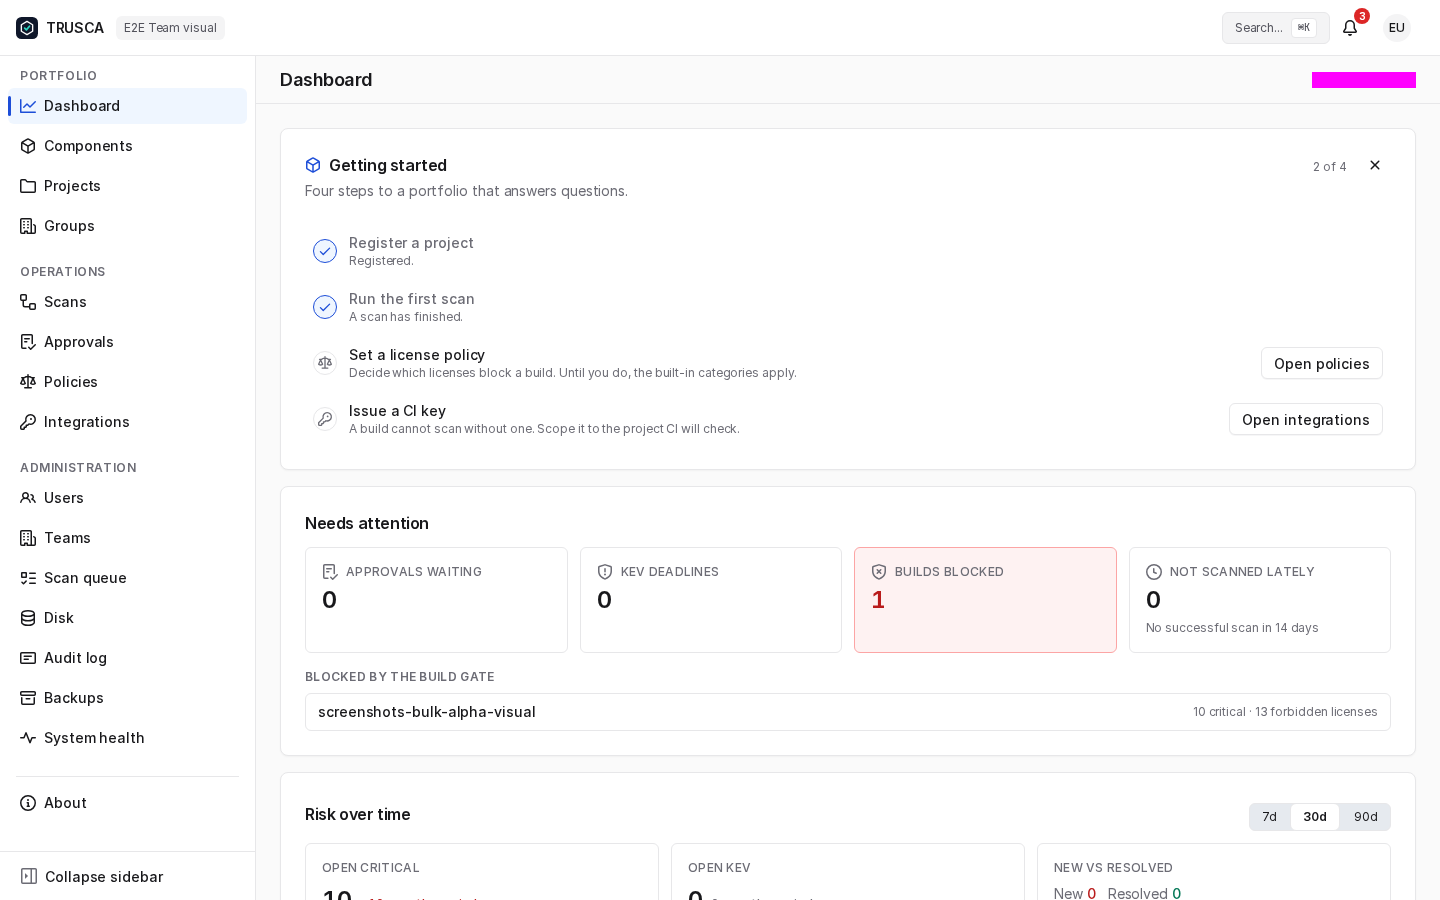 TRUSCA
E2E Team visual
Search...
⌘K
3
EU
PORTFOLIO
Dashboard
Components
Projects
Groups
OPERATIONS
Scans
Approvals
Policies
Integrations
ADMINISTRATION
Users
Teams
Scan queue
Disk
Audit log
Backups
System health
About
Collapse sidebar
Dashboard
Getting started
2 of 4
Four steps to a portfolio that answers questions.
Register a project
Registered.
Run the first scan
A scan has finished.
Set a license policy
Decide which licenses block a build. Until you do, the built-in categories apply.
Open policies
Issue a CI key
A build cannot scan without one. Scope it to the project CI will check.
Open integrations
Needs attention
APPROVALS WAITING
0
KEV DEADLINES
0
BUILDS BLOCKED
1
NOT SCANNED LATELY
0
No successful scan in 14 days
BLOCKED BY THE BUILD GATE
screenshots-bulk-alpha-visual
10 critical · 13 forbidden licenses
Risk over time
7d
30d
90d
OPEN CRITICAL
10
OPEN KEV
0
NEW VS RESOLVED
New 0 Resolved 0